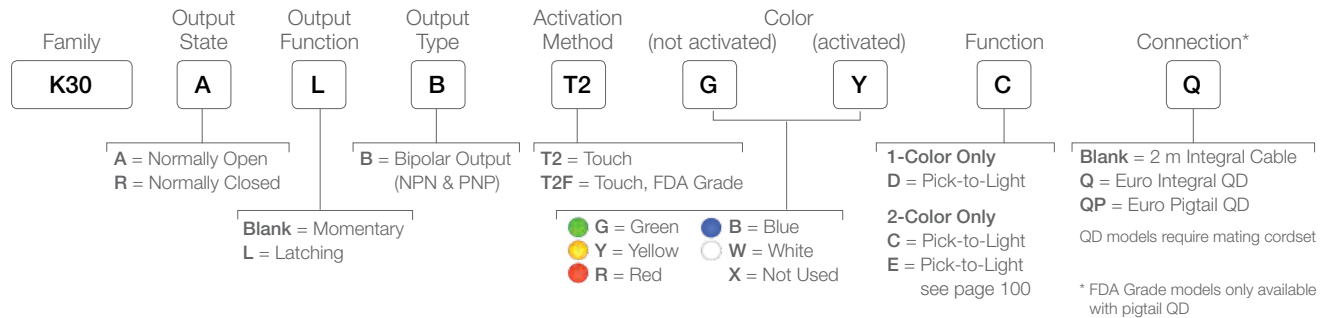 Family
Output
State
Output
Function
Output
Type
Activation
Method
Color
(not activated)
(activated)
Function
Connection*
K30
A
L
B
T2
G
Y
C
Q
A = Normally Open
R = Normally Closed
Blank = Momentary
L = Latching
B = Bipolar Output
(NPN & PNP)
T2 = Touch
T2F = Touch, FDA Grade
G = Green
Y = Yellow
R = Red
B = Blue
W = White
X = Not Used
1-Color Only
D = Pick-to-Light
2-Color Only
C = Pick-to-Light
E = Pick-to-Light
see page 100
Blank = 2 m Integral Cable
Q = Euro Integral QD
QP = Euro Pigtail QD
QD models require mating cordset
* FDA Grade models only available
with pigtail QD